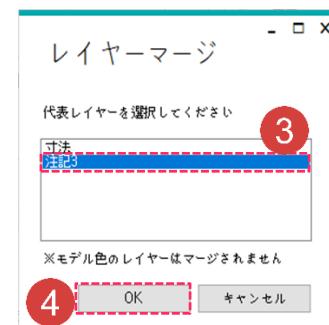 レイヤーマージ
代表レイヤーを選択してください
3
寸法
注記3
※モデル色のレイヤーはマージされません
4
OK
キャンセル